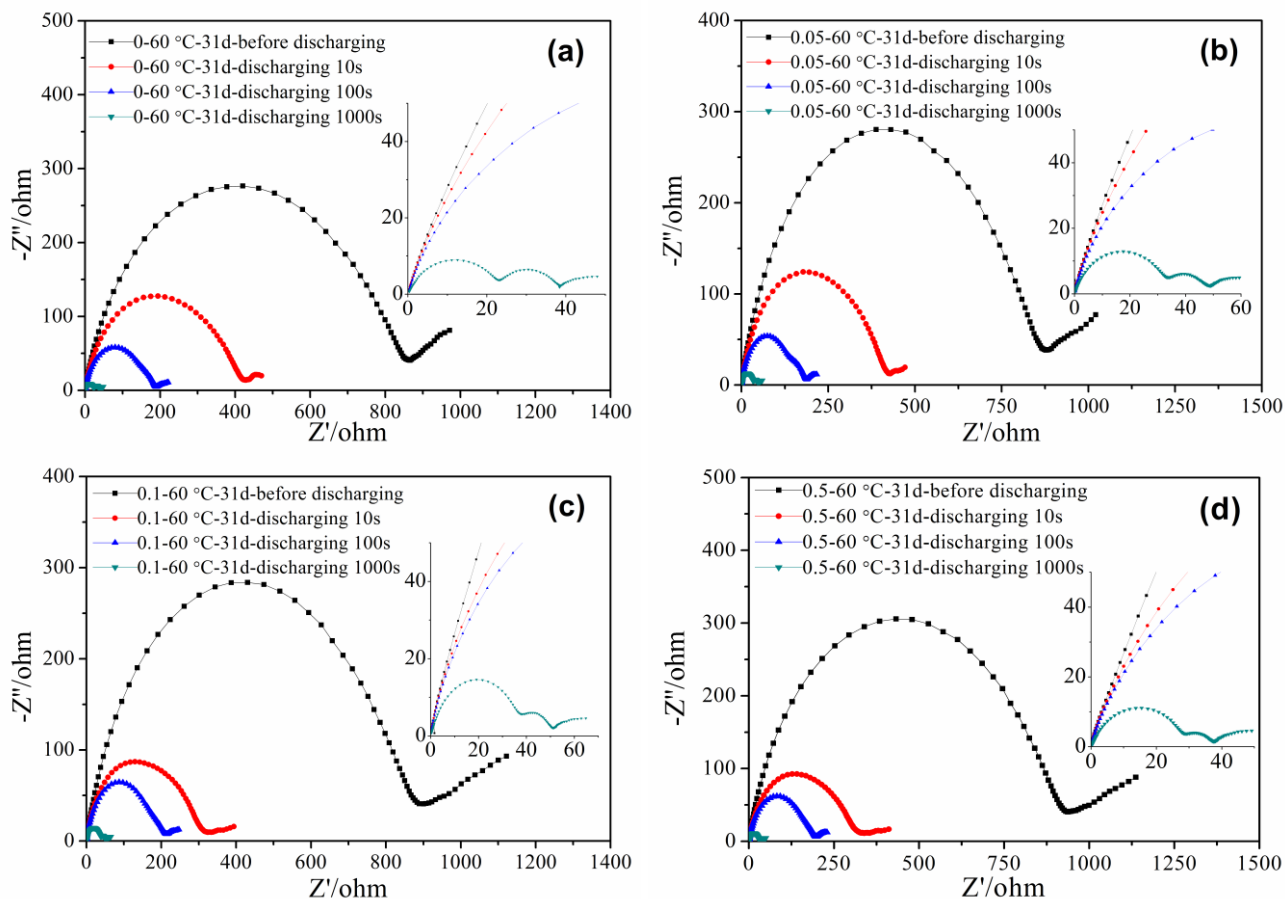 (a)
0-60 °C-31d-before discharging
0-60 °C-31d-discharging 10s
0-60 °C-31d-discharging 100s
0-60 °C-31d-discharging 1000s
500
400
300
200
100
0
-Z''/ohm
0 200 400 600 800 1000 1200 1400
Z'/ohm
40
20
0
0 20 40
(b)
0.05-60 °C-31d-before discharging
0.05-60 °C-31d-discharging 10s
0.05-60 °C-31d-discharging 100s
0.05-60 °C-31d-discharging 1000s
400
300
200
100
0
-Z''/ohm
0 250 500 750 1000 1250 1500
Z'/ohm
50
40
30
20
10
0
0 10 20 30 40 50 60
(c)
0.1-60 °C-31d-before discharging
0.1-60 °C-31d-discharging 10s
0.1-60 °C-31d-discharging 100s
0.1-60 °C-31d-discharging 1000s
400
300
200
100
0
-Z''/ohm
0 200 400 600 800 1000 1200 1400
Z'/ohm
40
20
0
0 20 40 60
(d)
0.5-60 °C-31d-before discharging
0.5-60 °C-31d-discharging 10s
0.5-60 °C-31d-discharging 100s
0.5-60 °C-31d-discharging 1000s
500
400
300
200
100
0
-Z''/ohm
0 250 500 750 1000 1250 1500
Z'/ohm
50
40
30
20
10
0
0 20 40